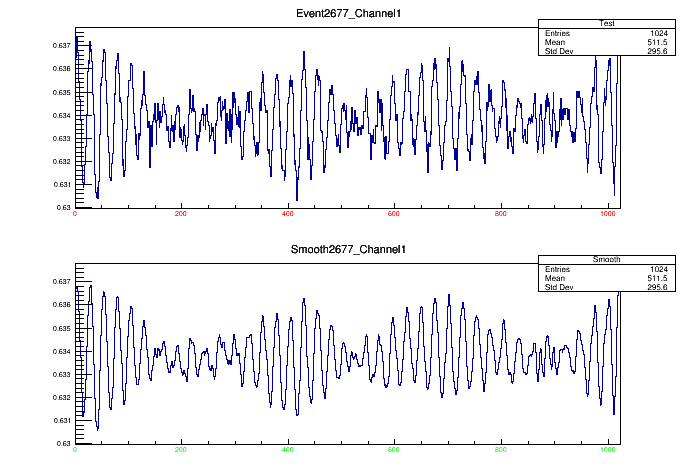 Event2677_Channel1
Test
Entries 1024
Mean 511.5
Std Dev 295.6
0.637
0.636
0.635
0.634
0.633
0.632
0.631
0.63
0 200 400 600 800 1000
Smooth2677_Channel1
Smooth
Entries 1024
Mean 511.5
Std Dev 295.6
0.637
0.636
0.635
0.634
0.633
0.632
0.631
0.63
0 200 400 600 800 1000